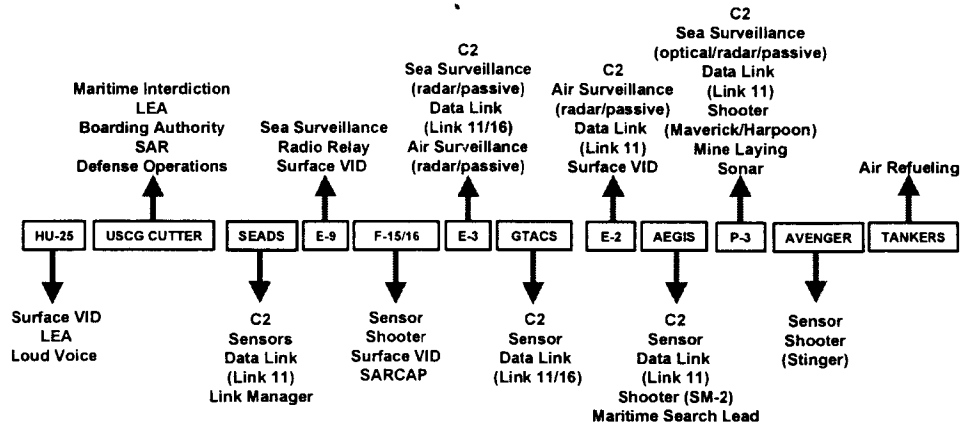 Maritime Interdiction
LEA
Boarding Authority
SAR
Defense Operations
Sea Surveillance
Radio Relay
Surface VID
C2
Sea Surveillance
(radar/passive)
Data Link
(Link 11/16)
Air Surveillance
(radar/passive)
C2
Air Surveillance
(radar/passive)
Data Link
(Link 11)
Surface VID
C2
Sea Surveillance
(optical/radar/passive)
Data Link
(Link 11)
Shooter
(Maverick/Harpoon)
Mine Laying
Sonar
Air Refueling
HU-25
USCG CUTTER
SEADS
E-9
F-15/16
E-3
GTACS
E-2
AEGIS
P-3
AVENGER
TANKERS
Surface VID
LEA
Loud Voice
C2
Sensors
Data Link
(Link 11)
Link Manager
Sensor
Shooter
Surface VID
SARCAP
C2
Sensor
Data Link
(Link 11/16)
C2
Sensor
Data Link
(Link 11)
Shooter (SM-2)
Maritime Search Lead
Sensor
Shooter
(Stinger)